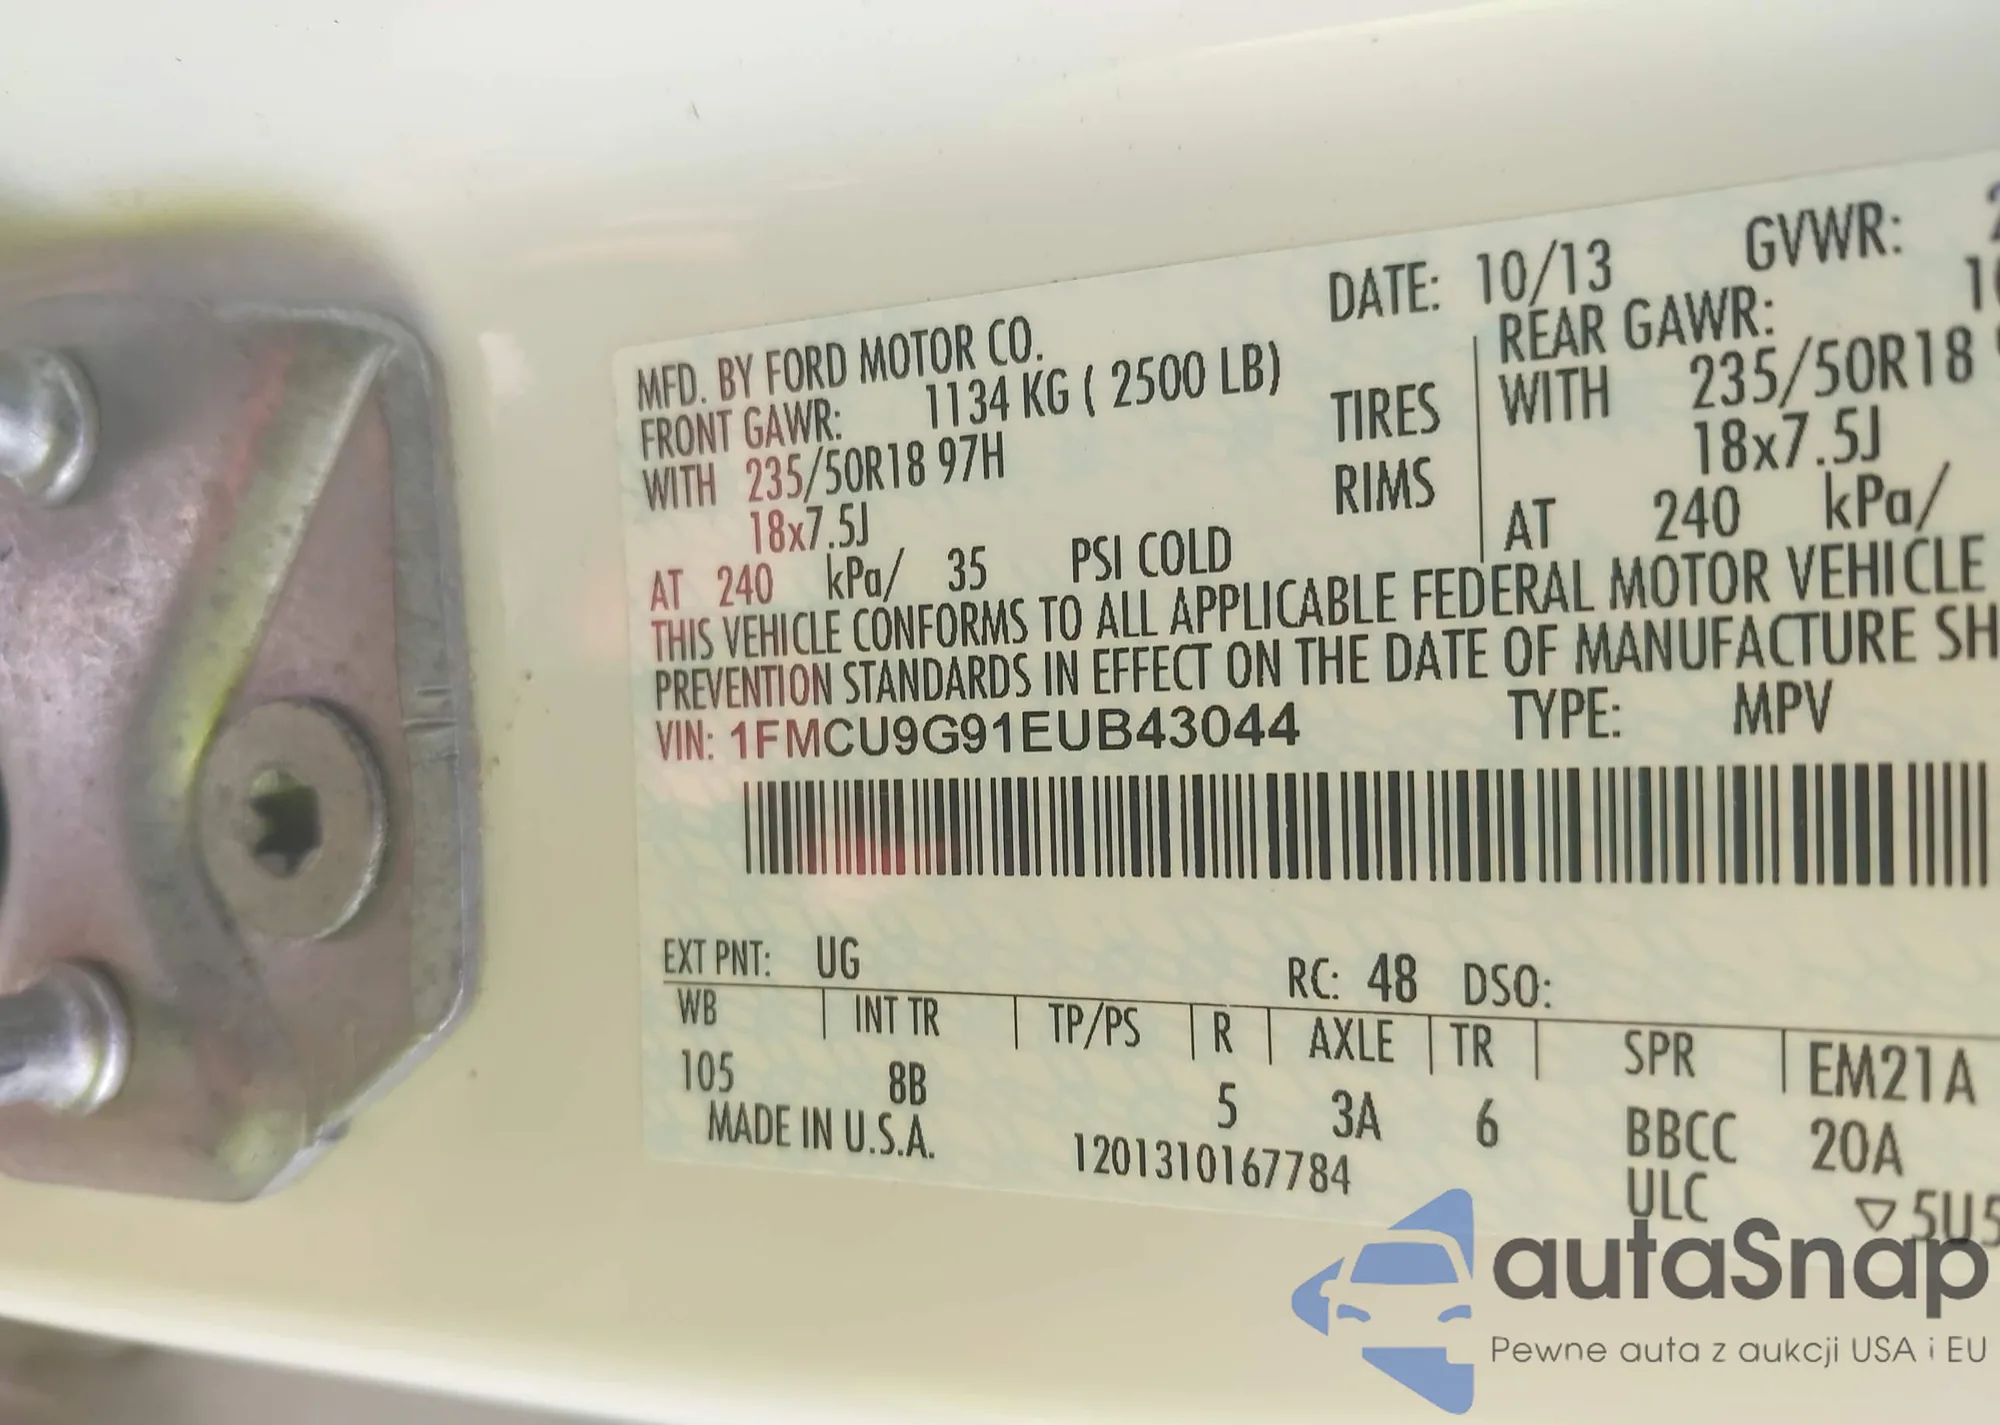 DATE: 10/13 GVWR:
MFD. BY FORD MOTOR CO.
FRONT GAWR: 1134 KG ( 2500 LB)
REAR GAWR:
WITH 235/50R18 97H TIRES WITH 235/50R18
18x7.5J RIMS 18x7.5J
AT 240 kPa/ 35 PSI COLD AT 240 kPa/
THIS VEHICLE CONFORMS TO ALL APPLICABLE FEDERAL MOTOR VEHICLE
PREVENTION STANDARDS IN EFFECT ON THE DATE OF MANUFACTURE SH
VIN: 1FMCU9G91EUB43044 TYPE: MPV
EXT PNT: UG RC: 48 DSO:
WB INT TR TP/PS R AXLE TR SPR EM21A
105 8B 5 3A 6 BBCC 20A
MADE IN U.S.A. 1201310167784 ULC ▽5U5
autaSnap
Pewne auta z aukcji USA i EU